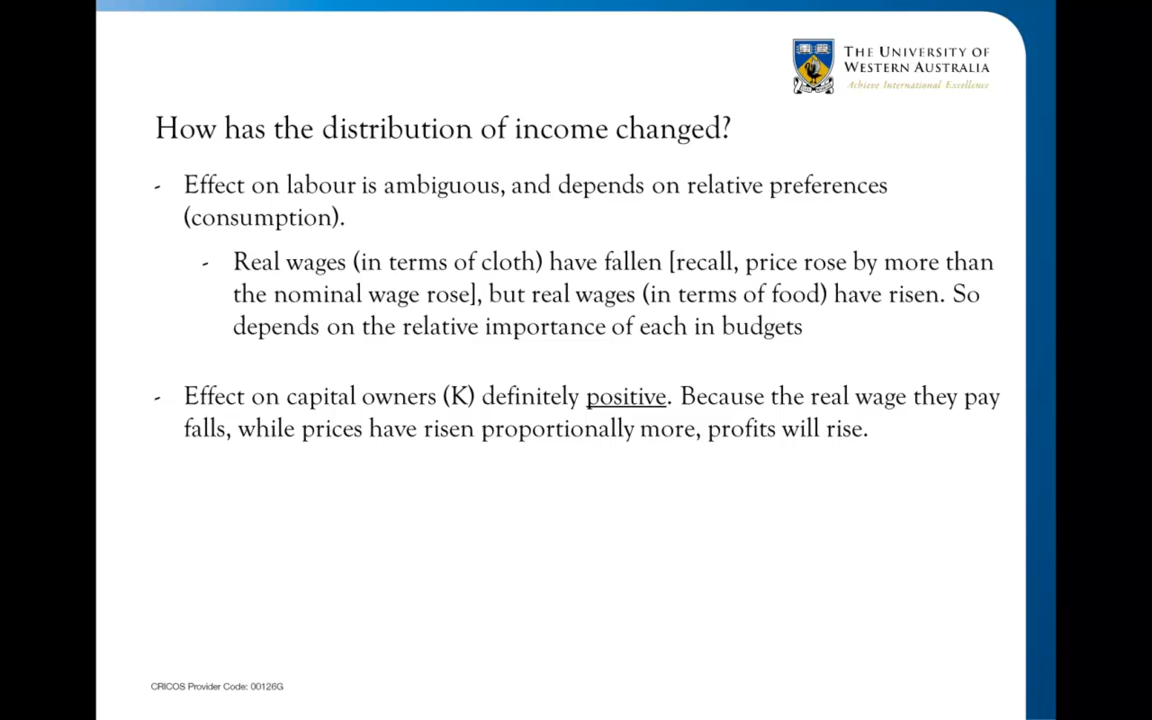 THE UNIVERSITY OF
WESTERN AUSTRALIA
Achieve International Excellence
How has the distribution of income changed?
- Effect on labour is ambiguous, and depends on relative preferences
(consumption).
- Real wages (in terms of cloth) have fallen [recall, price rose by more than
the nominal wage rose], but real wages (in terms of food) have risen. So
depends on the relative importance of each in budgets
- Effect on capital owners (K) definitely positive. Because the real wage they pay
falls, while prices have risen proportionally more, profits will rise.
CRICOS Provider Code: 00126G